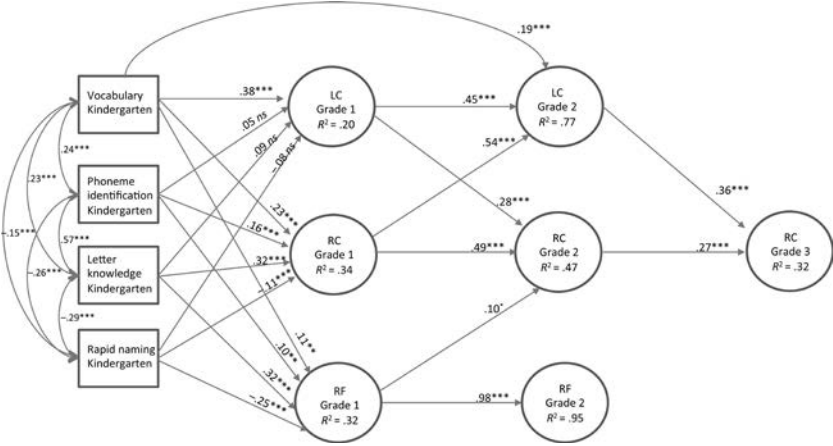 .19***
Vocabulary
Kindergarten
.38***
LC
Grade 1
R² = .20
.45***
LC
Grade 2
R² = .77
.05 ns
.09 ns
-.08 ns
.54***
.24***
.23***
Phoneme
identification
Kindergarten
.28***
.36***
.23***
.16***
-.15***
.57***
-.26***
Letter
knowledge
Kindergarten
.32***
-.11***
RC
Grade 1
R² = .34
.49***
RC
Grade 2
R² = .47
.27***
RC
Grade 3
R² = .32
-.29***
Rapid naming
Kindergarten
.11**
.10**
.32***
-.25***
.10*
RF
Grade 1
R² = .32
.98***
RF
Grade 2
R² = .95